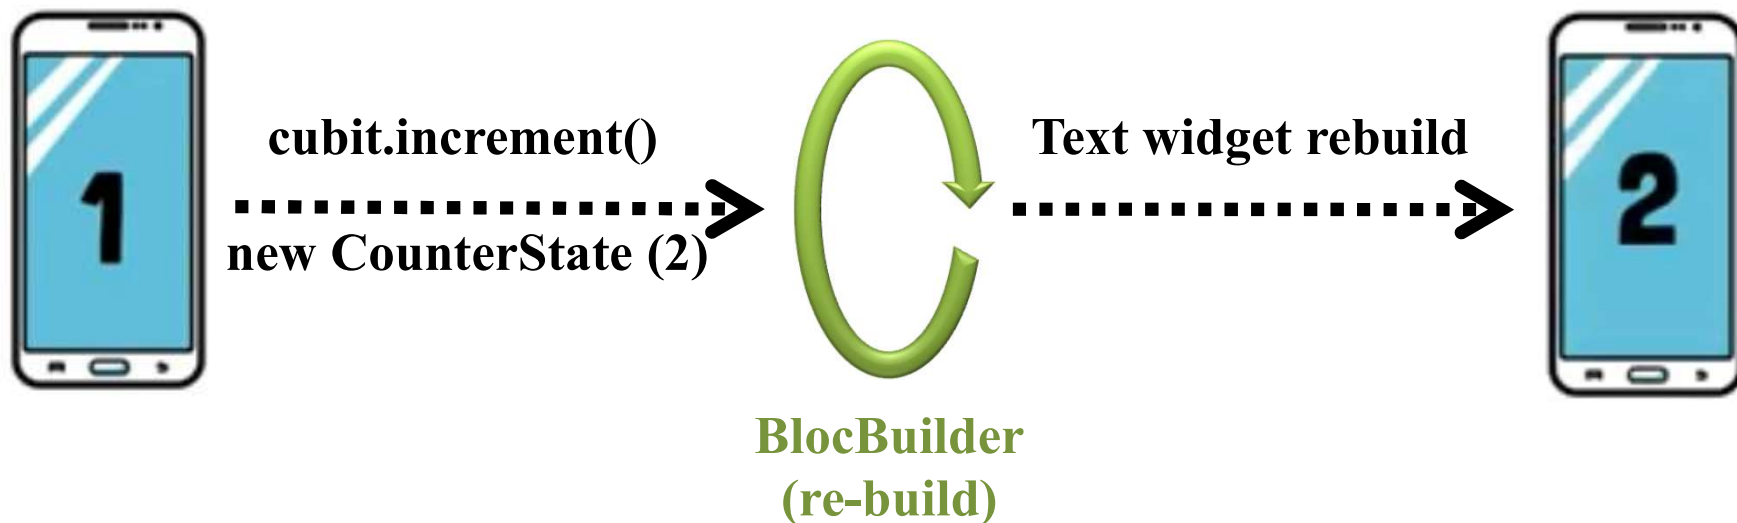 1
cubit.increment()
new CounterState (2)
BlocBuilder
(re-build)
Text widget rebuild
2